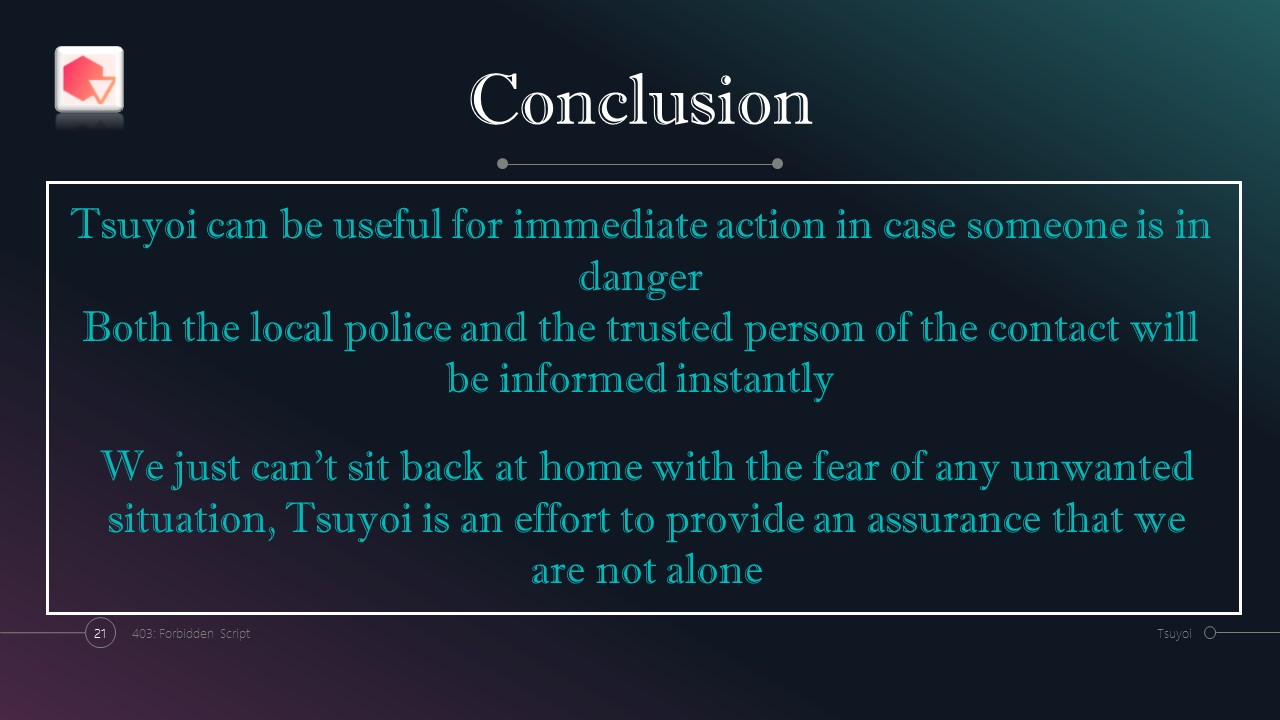 Conclusion
Tsuyoi can be useful for immediate action in case someone is in
danger
Both the local police and the trusted person of the contact will
be informed instantly
We just can’t sit back at home with the fear of any unwanted
situation, Tsuyoi is an effort to provide an assurance that we
are not alone
21
403: Forbidden Script
Tsuyoi